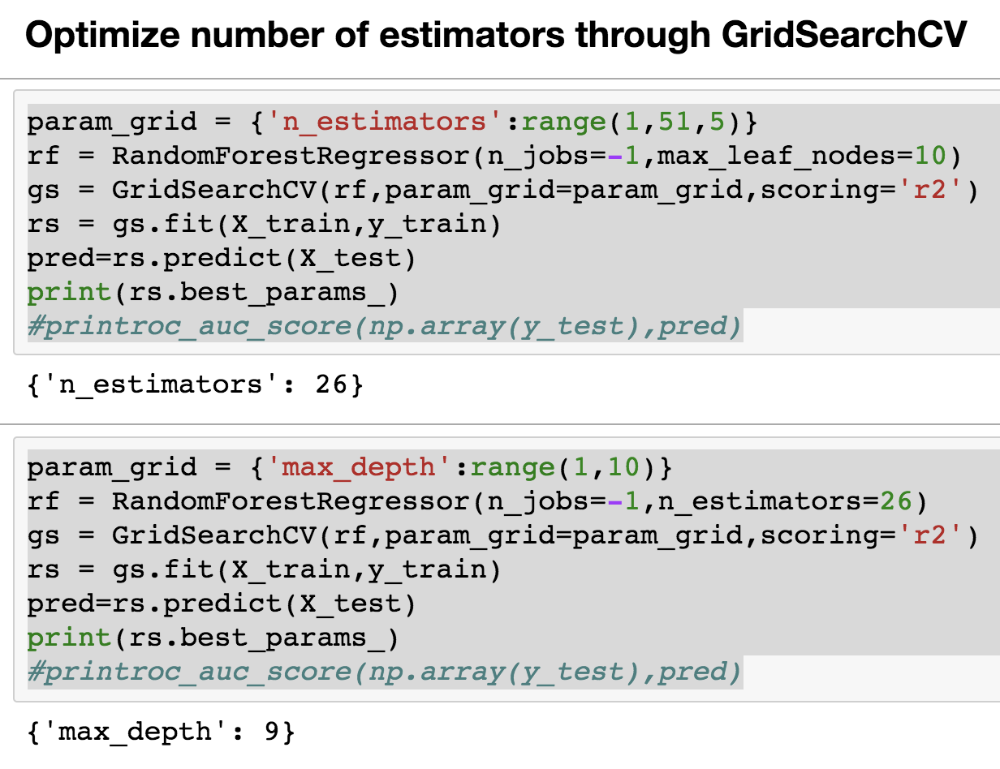 Optimize number of estimators through GridSearchCV
param_grid = {'n_estimators':range(1,51,5)}
rf = RandomForestRegressor(n_jobs=-1,max_leaf_nodes=10)
gs = GridSearchCV(rf,param_grid=param_grid,scoring='r2')
rs = gs.fit(X_train,y_train)
pred=rs.predict(X_test)
print(rs.best_params_)
#printroc_auc_score(np.array(y_test),pred)
{'n_estimators': 26}
param_grid = {'max_depth':range(1,10)}
rf = RandomForestRegressor(n_jobs=-1,n_estimators=26)
gs = GridSearchCV(rf,param_grid=param_grid,scoring='r2')
rs = gs.fit(X_train,y_train)
pred=rs.predict(X_test)
print(rs.best_params_)
#printroc_auc_score(np.array(y_test),pred)
{'max_depth': 9}